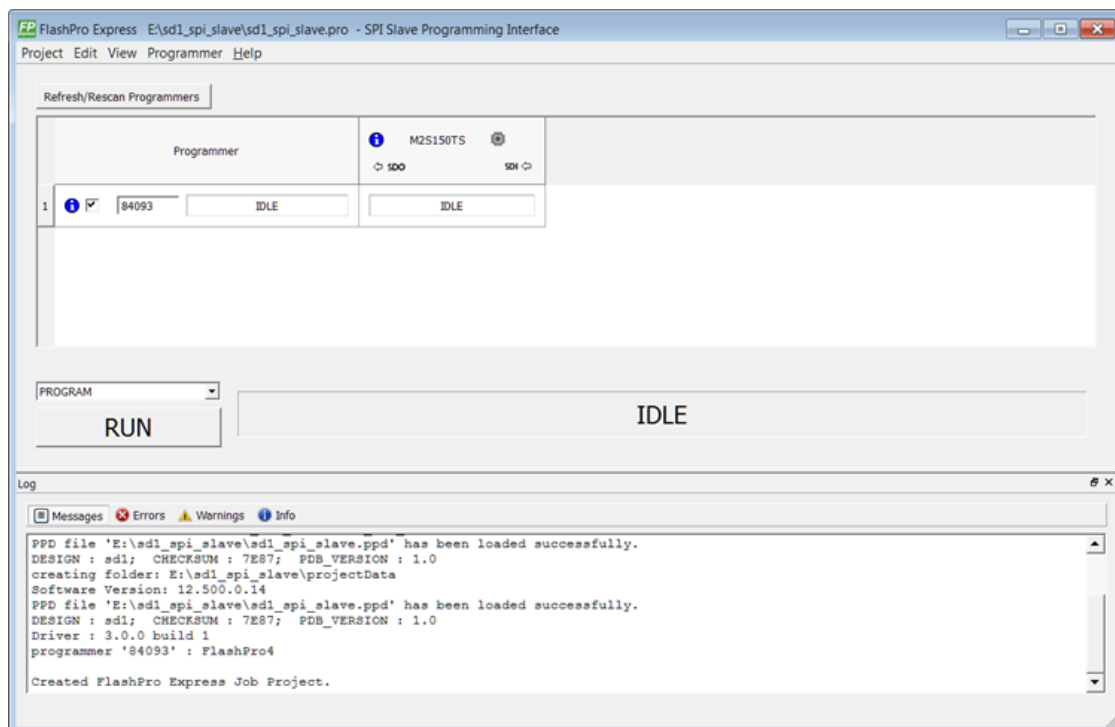 FP FlashPro Express E:\sd1_spi_slave\sd1_spi_slave.pro - SPI Slave Programming Interface
Project Edit View Programmer Help
Refresh/Rescan Programmers
Programmer
M2S150TS
SDO SDI
1 84093 IDLE IDLE
PROGRAM
RUN
IDLE
Log
Messages Errors Warnings Info
PPD file 'E:\sd1_spi_slave\sd1_spi_slave.ppd' has been loaded successfully.
DESIGN : sd1; CHECKSUM : 7E87; PDB_VERSION : 1.0
creating folder: E:\sd1_spi_slave\projectData
Software Version: 12.500.0.14
PPD file 'E:\sd1_spi_slave\sd1_spi_slave.ppd' has been loaded successfully.
DESIGN : sd1; CHECKSUM : 7E87; PDB_VERSION : 1.0
Driver : 3.0.0 build 1
programmer '84093' : FlashPro4
Created FlashPro Express Job Project.